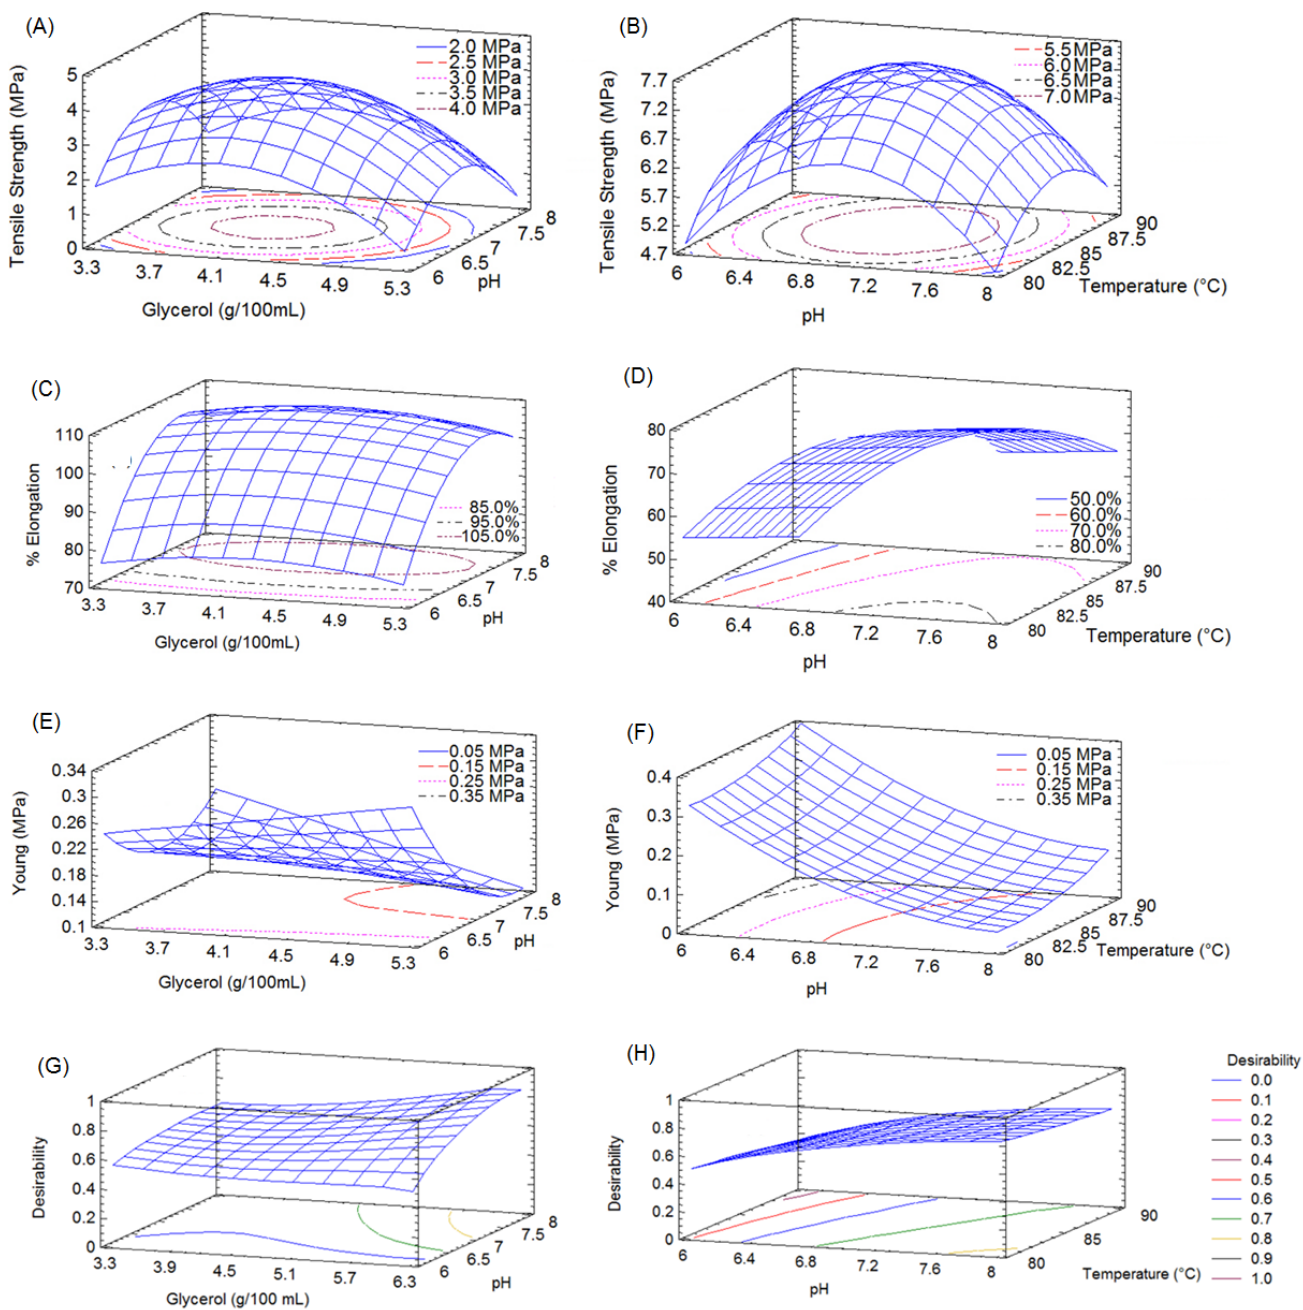 (A)
2.0 MPa
2.5 MPa
3.0 MPa
3.5 MPa
4.0 MPa
Tensile Strength (MPa)
5
4
3
2
1
0
3.3 3.7 4.1 4.5 4.9 5.3
Glycerol (g/100mL)
6 6.5 7 7.5 8
pH
(B)
5.5MPa
6.0MPa
6.5MPa
7.0MPa
Tensile Strength (MPa)
7.7
7.2
6.7
6.2
5.7
5.2
4.7
6 6.4 6.8 7.2 7.6 8
pH
80 82.5 85 87.5 90
Temperature (°C)
(C)
85.0%
95.0%
105.0%
% Elongation
110
100
90
80
70
3.3 3.7 4.1 4.5 4.9 5.3
Glycerol (g/100mL)
6 6.5 7 7.5 8
pH
(D)
50.0%
60.0%
70.0%
80.0%
% Elongation
80
70
60
50
40
6 6.4 6.8 7.2 7.6 8
pH
80 82.5 85 87.5 90
Temperature (°C)
(E)
0.05 MPa
0.15 MPa
0.25 MPa
0.35 MPa
Young (MPa)
0.34
0.3
0.26
0.22
0.18
0.14
0.1
3.3 3.7 4.1 4.5 4.9 5.3
Glycerol (g/100mL)
6 6.5 7 7.5 8
pH
(F)
0.05 MPa
0.15 MPa
0.25 MPa
0.35 MPa
Young (MPa)
0.4
0.3
0.2
0.1
0
6 6.4 6.8 7.2 7.6 8
pH
80 82.5 85 87.5 90
Temperature (°C)
(G)
Desirability
1
0.8
0.6
0.4
0.2
0
3.3 3.9 4.5 5.1 5.7 6.3
Glycerol (g/100 mL)
6 6.5 7 7.5 8
pH
(H)
Desirability
1
0.8
0.6
0.4
0.2
0
6 6.4 6.8 7.2 7.6 8
pH
80 85 90
Temperature (°C)
Desirability
0.0
0.1
0.2
0.3
0.4
0.5
0.6
0.7
0.8
0.9
1.0